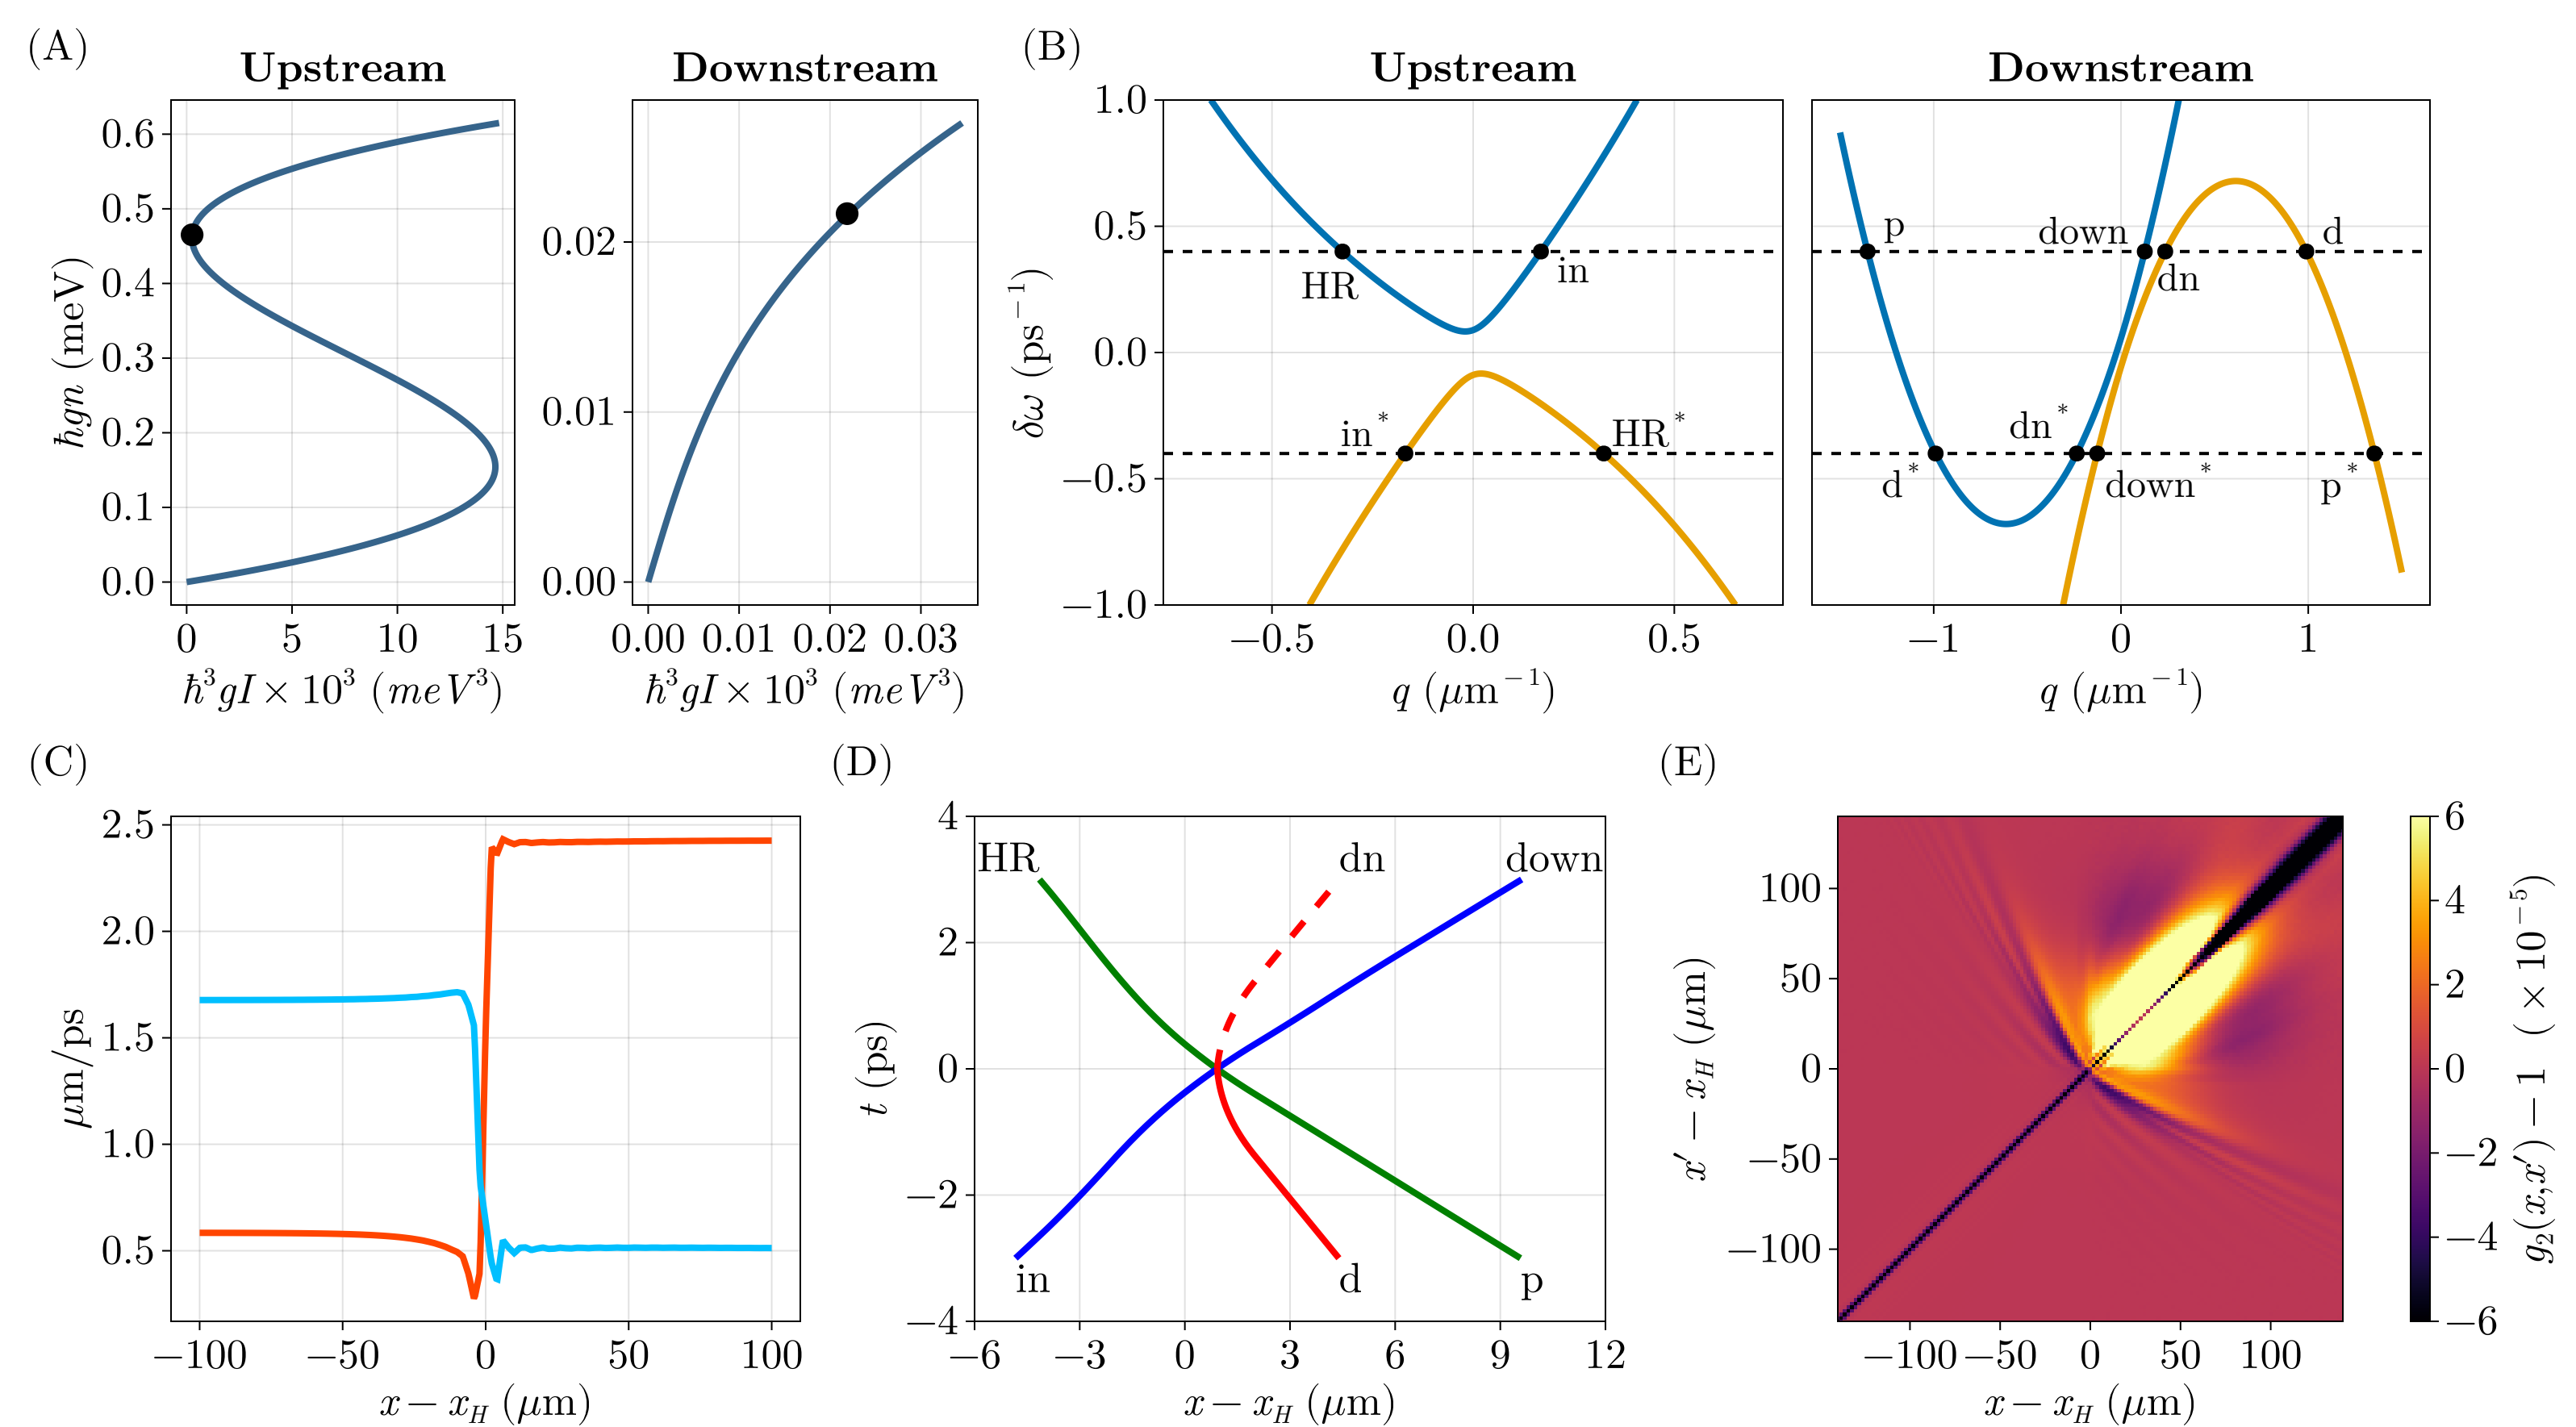 (A)
Upstream
Downstream
ħgn (meV)
0.6
0.5
0.4
0.3
0.2
0.1
0.0
0 5 10 15
ħ³gI × 10³ (meV³)
0.02
0.01
0.00
0.00 0.01 0.02 0.03
ħ³gI × 10³ (meV³)
(B)
Upstream
Downstream
δω (ps⁻¹)
1.0
0.5
0.0
−0.5
−1.0
HR
in
in*
HR*
−0.5 0.0 0.5
q (μm⁻¹)
p
down
dn
d
dn*
d*
down*
p*
−1 0 1
q (μm⁻¹)
(C)
μm/ps
2.5
2.0
1.5
1.0
0.5
−100 −50 0 50 100
x − x_H (μm)
(D)
t (ps)
4
2
0
−2
−4
HR
dn
down
in
d
p
−6 −3 0 3 6 9 12
x − x_H (μm)
(E)
x′ − x_H (μm)
100
50
0
−50
−100
−100 −50 0 50 100
x − x_H (μm)
6
4
2
0
−2
−4
−6
g₂(x,x′) − 1 (×10⁻⁵)